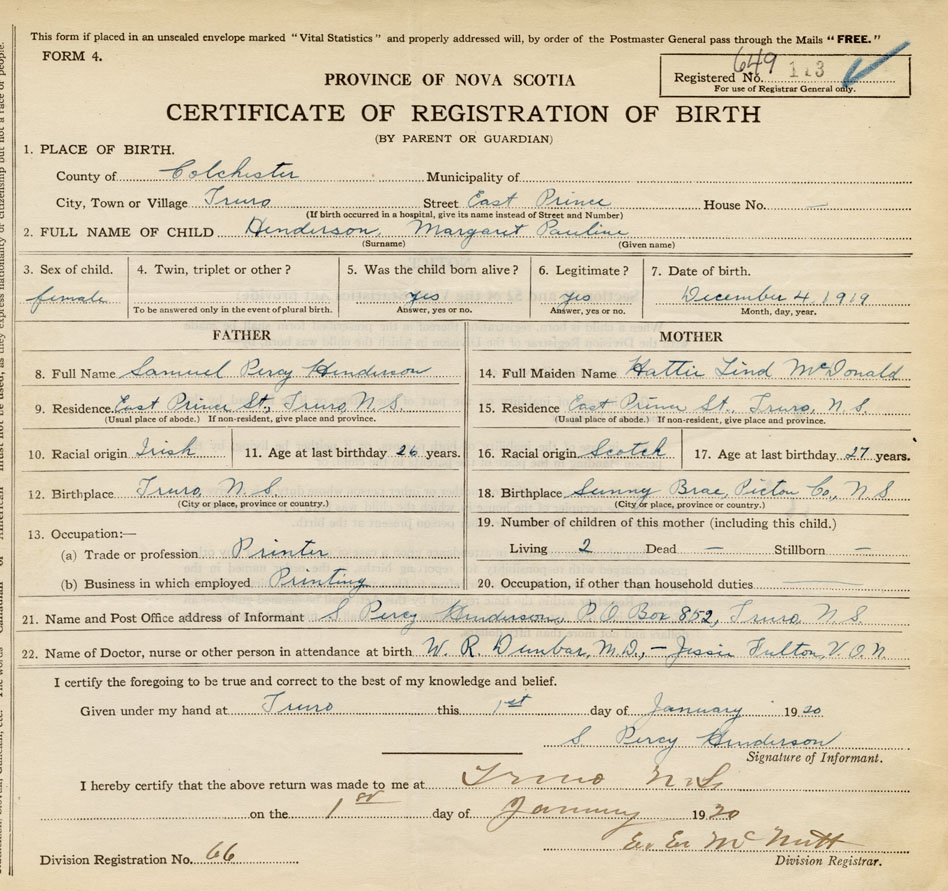 This form if placed in an unsealed envelope marked "Vital Statistics" and properly addressed will, by order of the Postmaster General pass through the Mails "FREE."
FORM 4.
649
Registered No. 113
For use of Registrar General only.
PROVINCE OF NOVA SCOTIA
CERTIFICATE OF REGISTRATION OF BIRTH
(BY PARENT OR GUARDIAN)
1. PLACE OF BIRTH.
County of Colchester Municipality of
City, Town or Village Truro Street East Prince House No. —
(If birth occurred in a hospital, give its name instead of Street and Number)
2. FULL NAME OF CHILD Henderson, Margaret Pauline
(Surname) (Given name)
3. Sex of child. 4. Twin, triplet or other? 5. Was the child born alive? 6. Legitimate? 7. Date of birth.
female yes yes December 4, 1919
To be answered only in the event of plural birth. Answer, yes or no. Answer, yes or no. Month, day, year.
FATHER MOTHER
8. Full Name Samuel Percy Henderson 14. Full Maiden Name Hattie Lind McDonald
9. Residence. East Prince St., Truro, N.S. 15. Residence East Prince St., Truro, N.S.
(Usual place of abode.) If non-resident, give place and province. (Usual place of abode.) If non-resident, give place and province.
10. Racial origin Irish 11. Age at last birthday 26 years. 16. Racial origin Scotch 17. Age at last birthday 27 years.
12. Birthplace Truro, N.S. 18. Birthplace Sunny Brae, Pictou Co., N.S
(City or place, province or country.) (City or place, province or country.)
19. Number of children of this mother (including this child.)
13. Occupation:—
(a) Trade or profession Printer Living 2 Dead — Stillborn —
(b) Business in which employed Printing 20. Occupation, if other than household duties
21. Name and Post Office address of Informant S Percy Henderson, P.O. Box 852, Truro, N.S.
22. Name of Doctor, nurse or other person in attendance at birth W. R. Dunbar, M.D., — Jessie Fulton, V.O.N.
I certify the foregoing to be true and correct to the best of my knowledge and belief.
Given under my hand at Truro this 1st day of January 1920
S Percy Henderson
Signature of Informant.
I hereby certify that the above return was made to me at Truro N.S.
on the 1st day of January 1920
E. E. McNutt
Division Registration No. 66 Division Registrar.